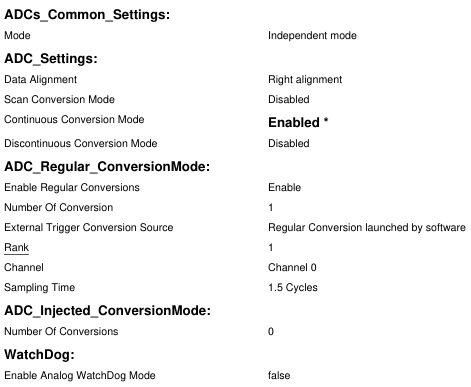 ADCs_Common_Settings:
Mode Independent mode
ADC_Settings:
Data Alignment Right alignment
Scan Conversion Mode Disabled
Continuous Conversion Mode Enabled *
Discontinuous Conversion Mode Disabled
ADC_Regular_ConversionMode:
Enable Regular Conversions Enable
Number Of Conversion 1
External Trigger Conversion Source Regular Conversion launched by software
Rank 1
Channel Channel 0
Sampling Time 1.5 Cycles
ADC_Injected_ConversionMode:
Number Of Conversions 0
WatchDog:
Enable Analog WatchDog Mode false